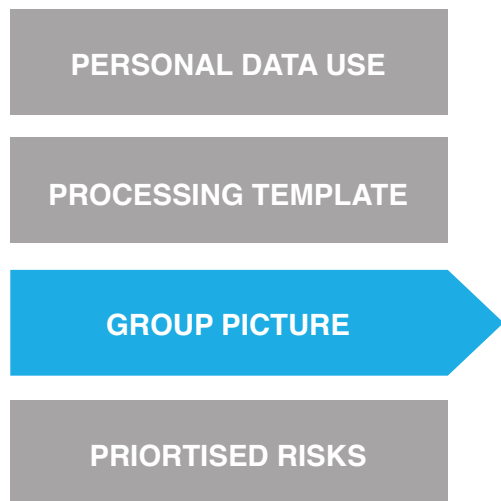 PERSONAL DATA USE
PROCESSING TEMPLATE
GROUP PICTURE
PRIORTISED RISKS